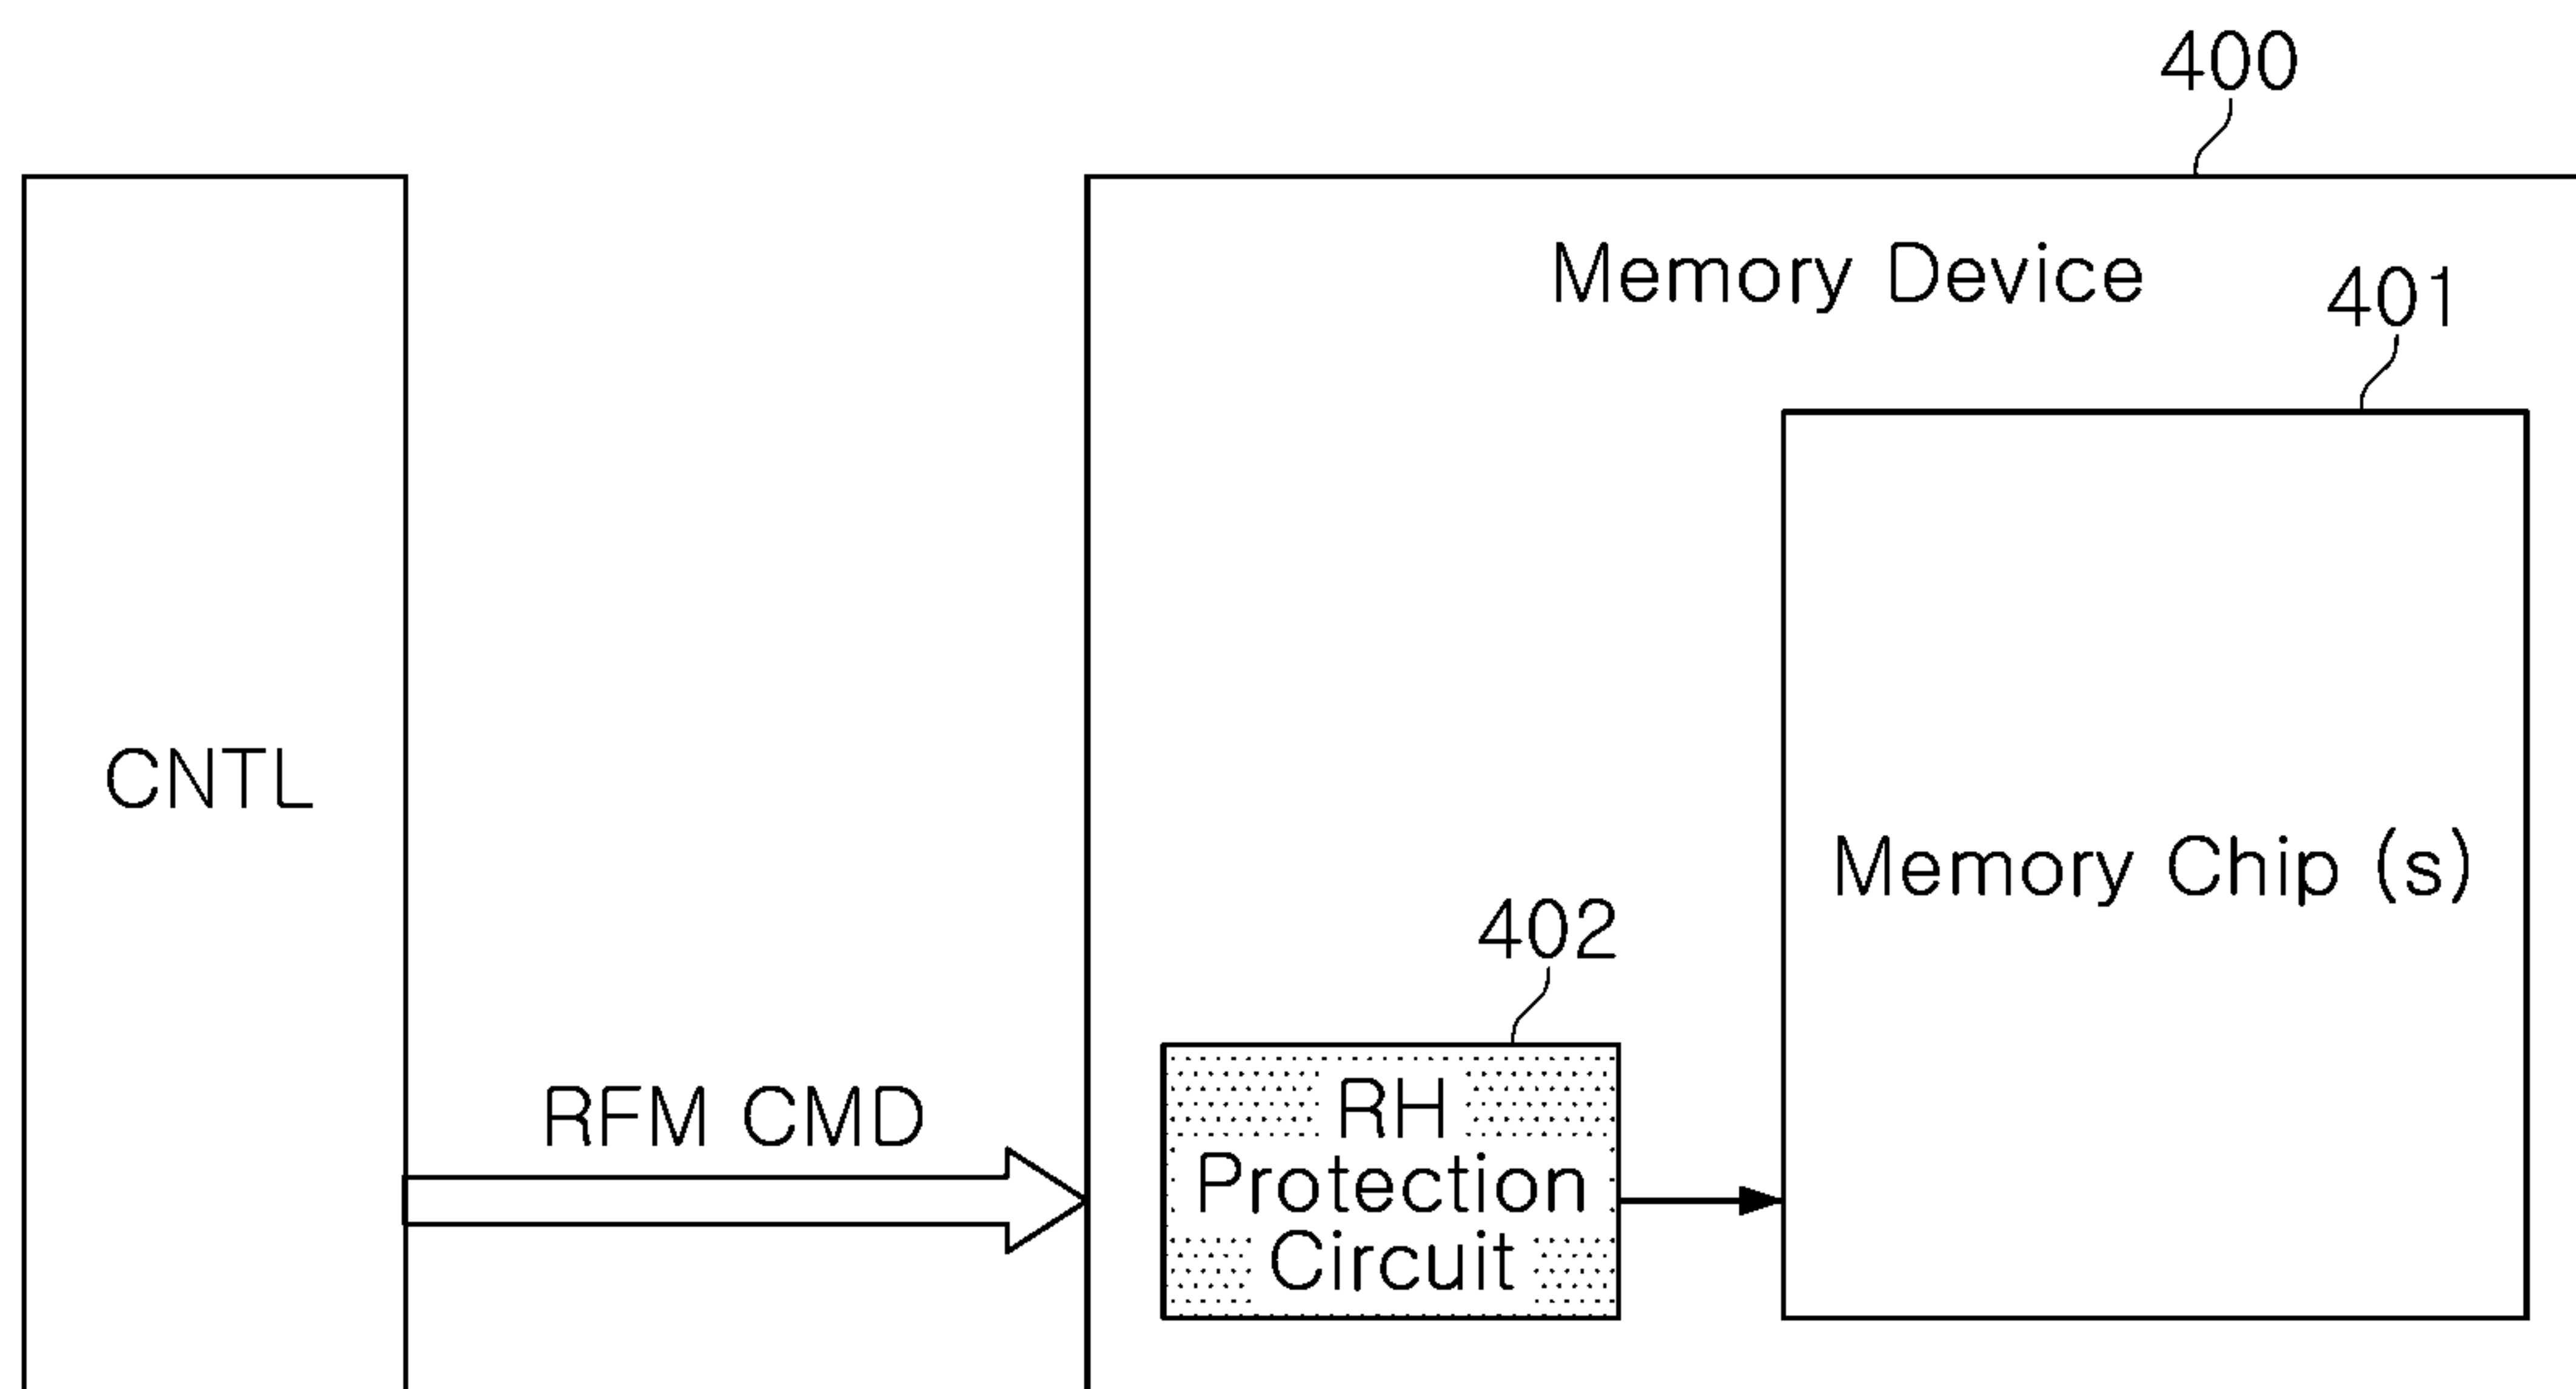 400
Memory Device
401
CNTL
Memory Chip (s)
402
RFM CMD
RH
Protection
Circuit